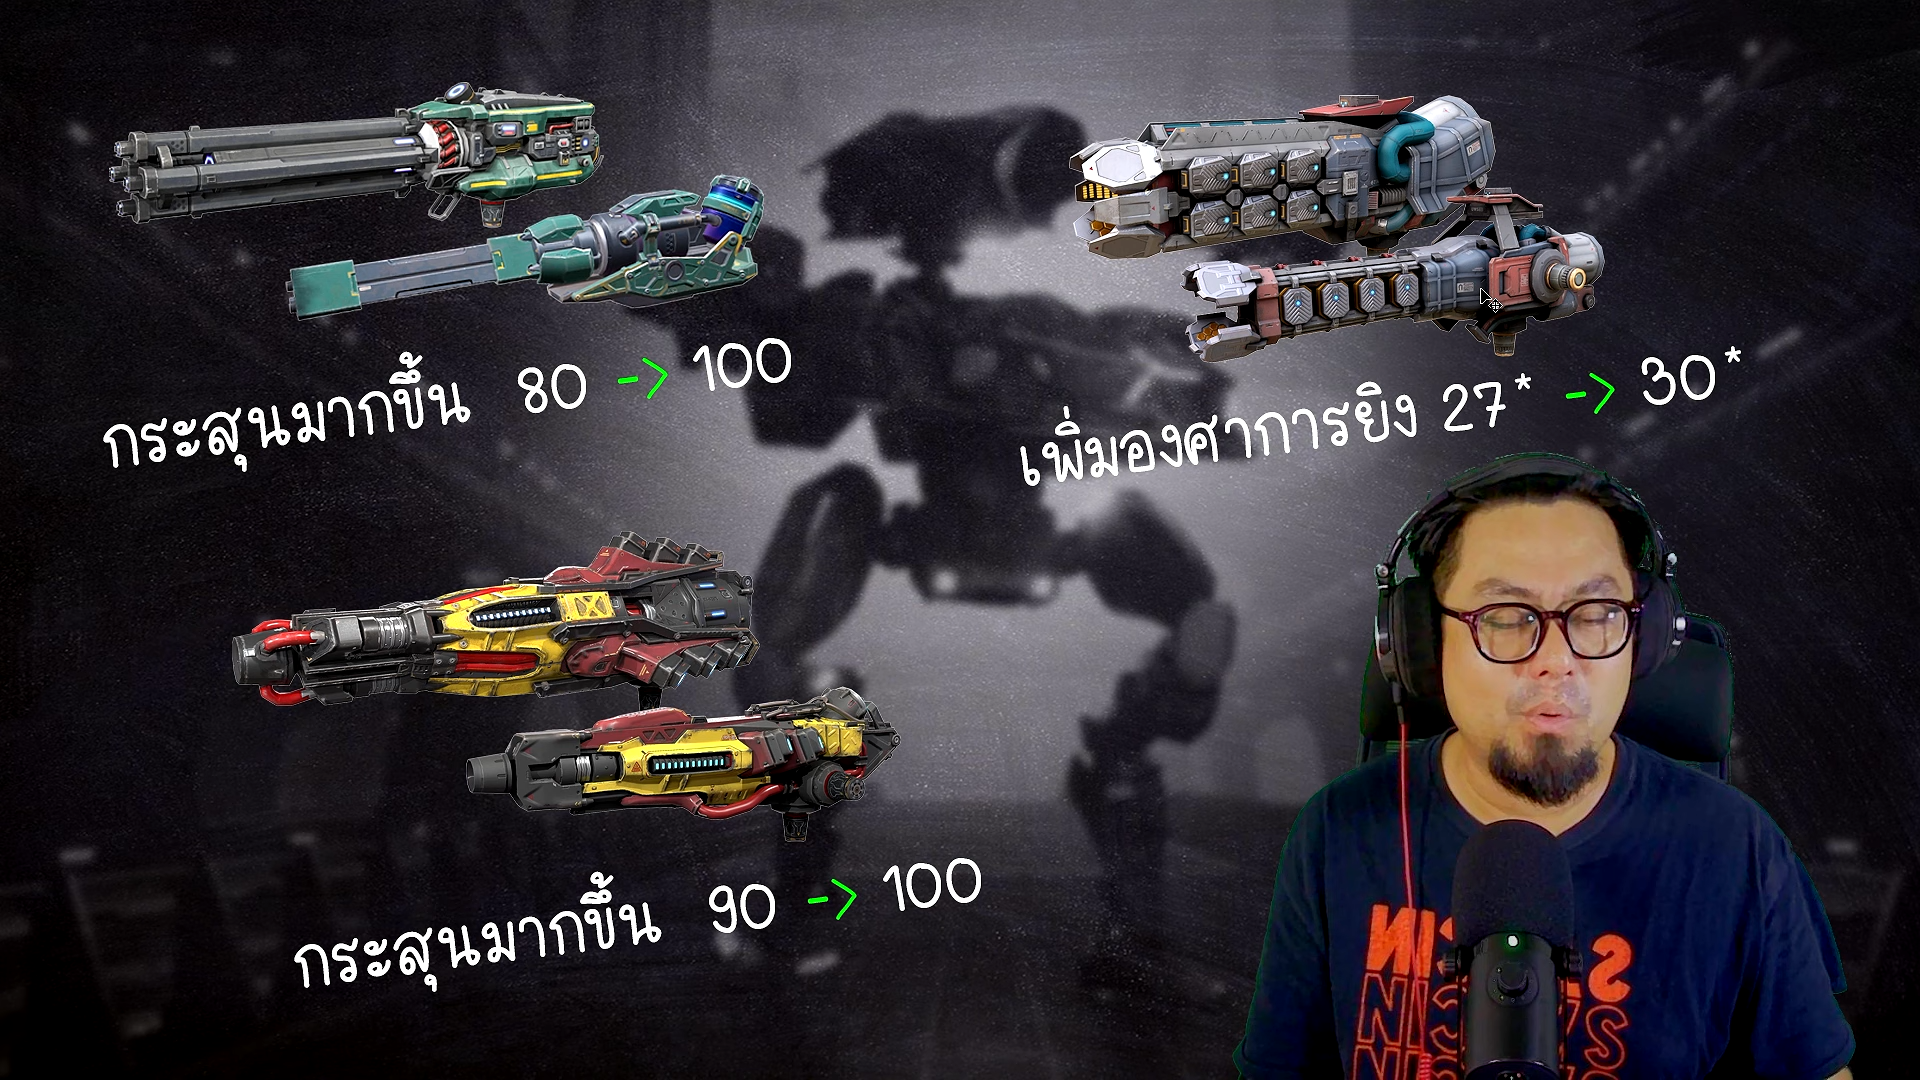 กระสุนมากขึ้น 80 -> 100
เพิ่มองศาการยิง 27* -> 30*
กระสุนมากขึ้น 90 -> 100